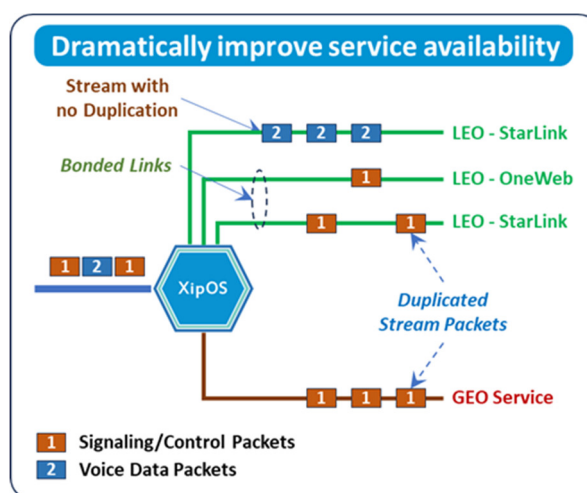 Dramatically improve service availability
Stream with
no Duplication
2 2 2
LEO - StarLink
Bonded Links
1
LEO - OneWeb
1 1
LEO - StarLink
1 2 1
XipOS
Duplicated
Stream Packets
1 1 1
GEO Service
1 Signaling/Control Packets
2 Voice Data Packets